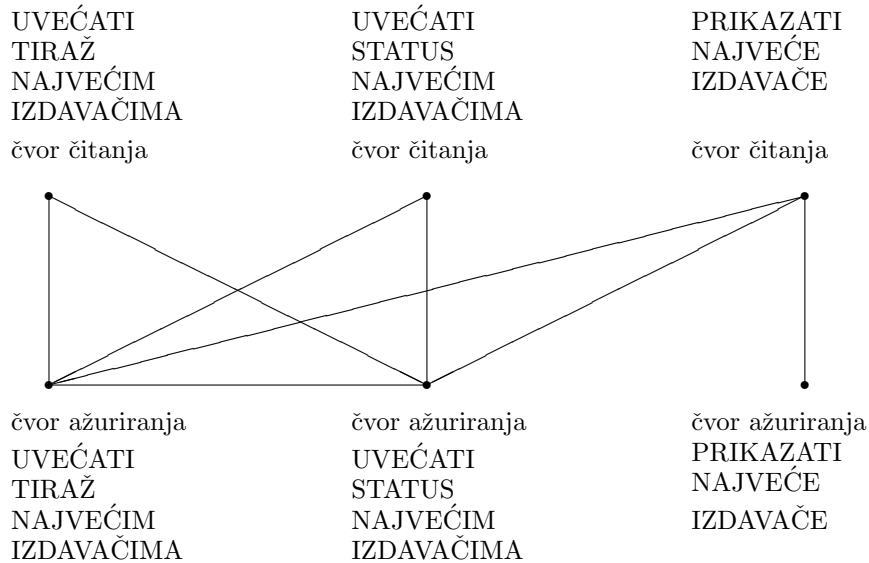 UVEĆATI
TIRAŽ
NAJVEĆIM
IZDAVAČIMA
čvor čitanja
UVEĆATI
STATUS
NAJVEĆIM
IZDAVAČIMA
čvor čitanja
PRIKAZATI
NAJVEĆE
IZDAVAČE
čvor čitanja
čvor ažuriranja
UVEĆATI
TIRAŽ
NAJVEĆIM
IZDAVAČIMA
čvor ažuriranja
UVEĆATI
STATUS
NAJVEĆIM
IZDAVAČIMA
čvor ažuriranja
PRIKAZATI
NAJVEĆE
IZDAVAČE